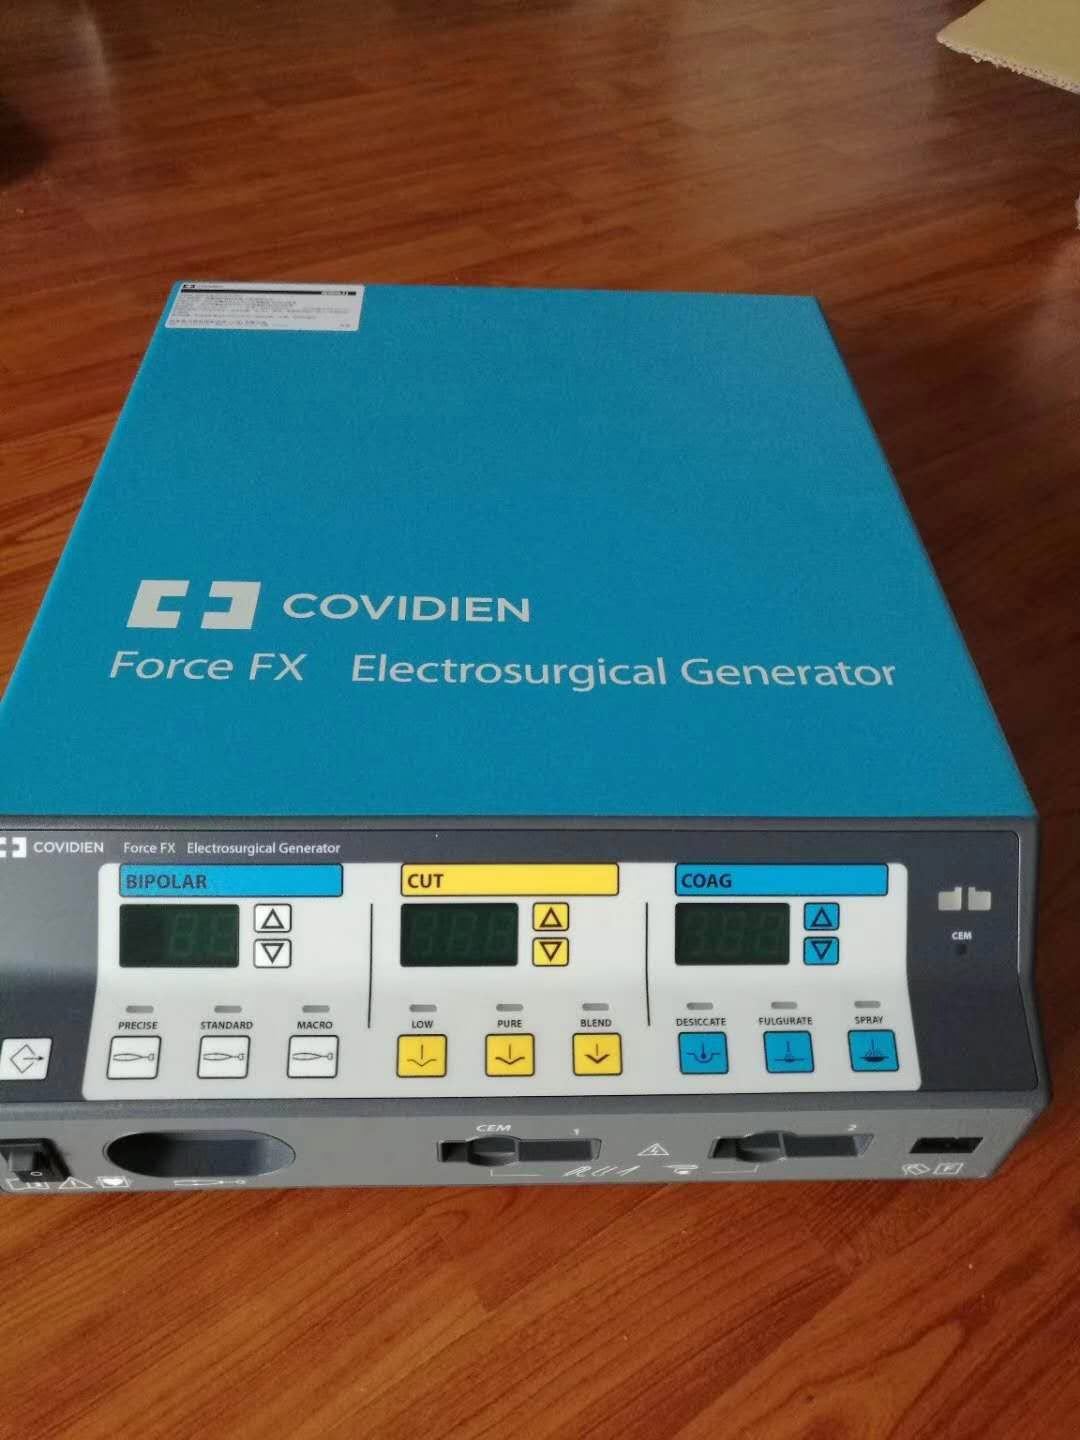 COVIDIEN
COVIDIEN
Force FX Electrosurgical Generator
COVIDIEN Force FX Electrosurgical Generator
BIPOLAR CUT COAG
CEM
PRECISE STANDARD MACRO LOW PURE BLEND DESICCATE FULGURATE SPRAY
CEM 1 2
F